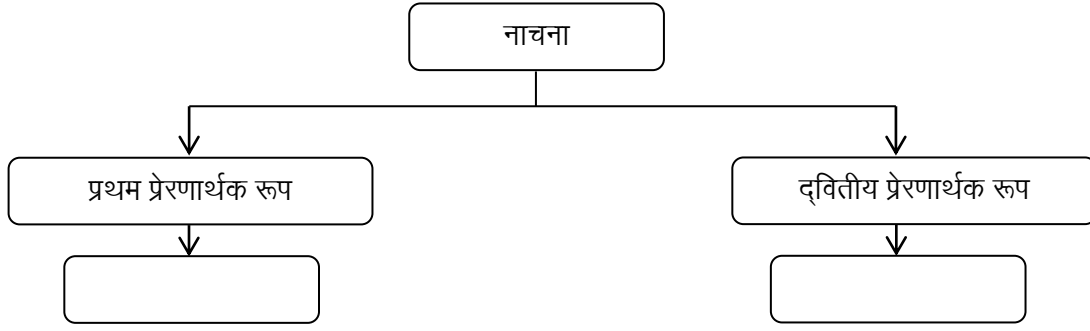 नाचना
प्रथम प्रेरणार्थक रूप
द्‌वितीय प्रेरणार्थक रूप